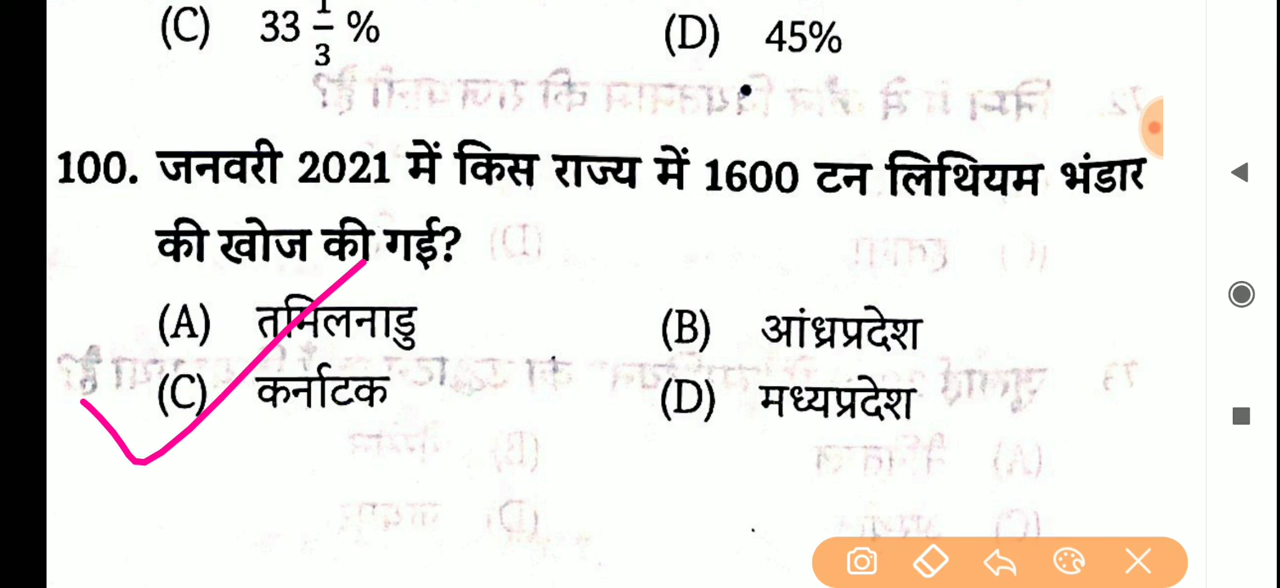 (C) 33 1/3 % (D) 45%
100. जनवरी 2021 में किस राज्य में 1600 टन लिथियम भंडार
की खोज की गई?
(A) तमिलनाडु (B) आंध्रप्रदेश
(C) कर्नाटक (D) मध्यप्रदेश